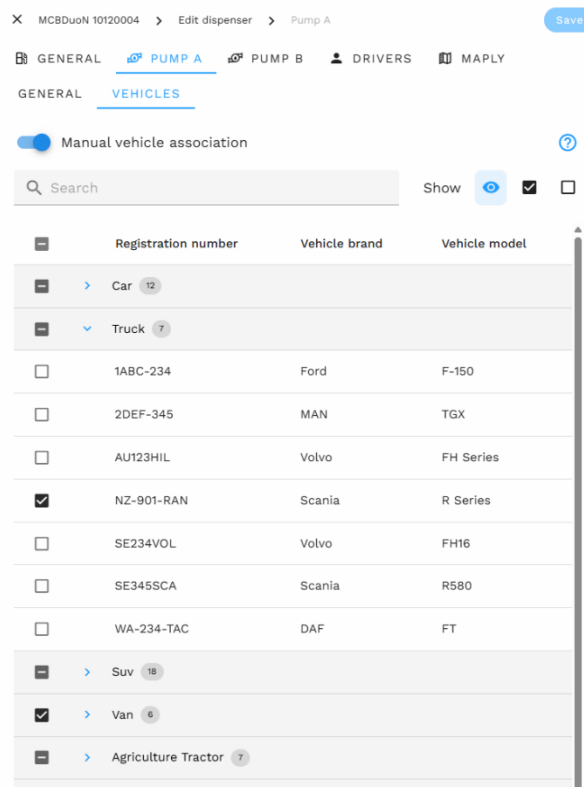 MCBDuoN 10120004 > Edit dispenser > Pump A
Save
GENERAL PUMP A PUMP B DRIVERS MAPLY
GENERAL VEHICLES
Manual vehicle association
Search Show
Registration number Vehicle brand Vehicle model
Car 12
Truck 7
1ABC-234 Ford F-150
2DEF-345 MAN TGX
AU123HIL Volvo FH Series
NZ-901-RAN Scania R Series
SE234VOL Volvo FH16
SE345SCA Scania R580
WA-234-TAC DAF FT
Suv 18
Van 6
Agriculture Tractor 7